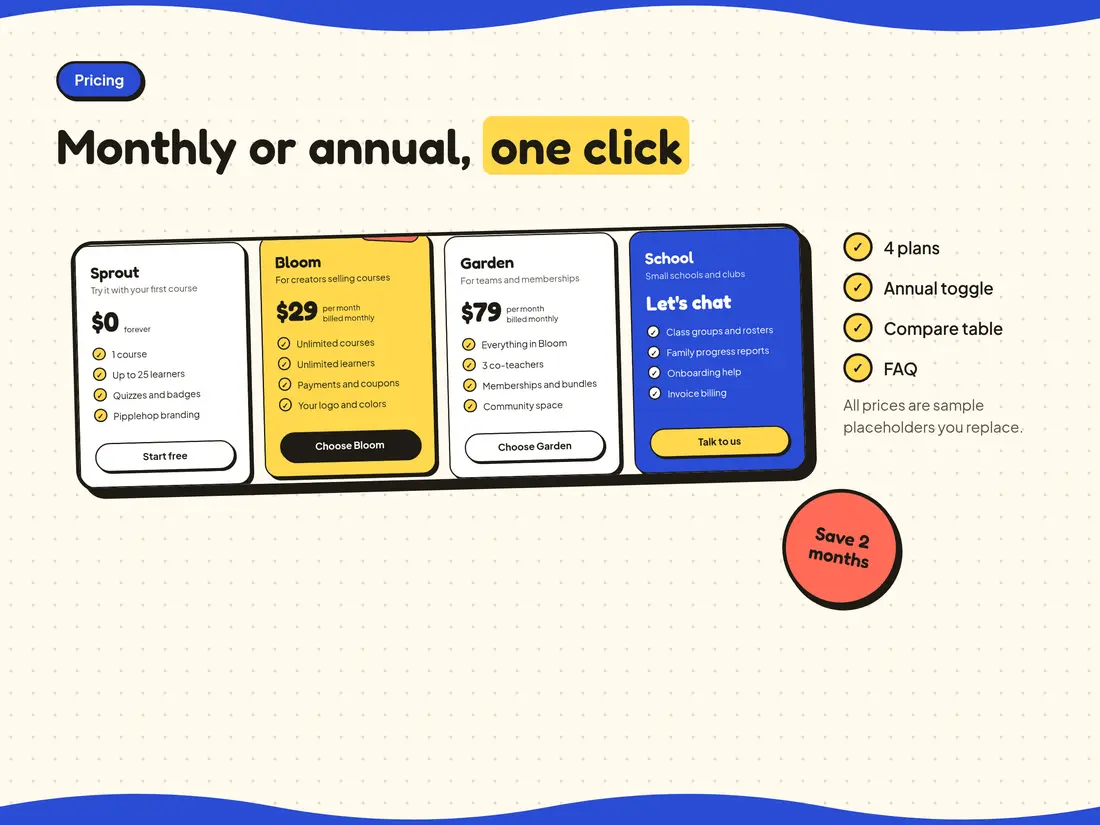 Pricing
Monthly or annual, one click
Sprout
Try it with your first course
$0 forever
1 course
Up to 25 learners
Quizzes and badges
Pipplehop branding
Start free
Bloom
For creators selling courses
$29 per month
billed monthly
Unlimited courses
Unlimited learners
Payments and coupons
Your logo and colors
Choose Bloom
Garden
For teams and memberships
$79 per month
billed monthly
Everything in Bloom
3 co-teachers
Memberships and bundles
Community space
Choose Garden
School
Small schools and clubs
Let's chat
Class groups and rosters
Family progress reports
Onboarding help
Invoice billing
Talk to us
4 plans
Annual toggle
Compare table
FAQ
All prices are sample
placeholders you replace.
Save 2
months